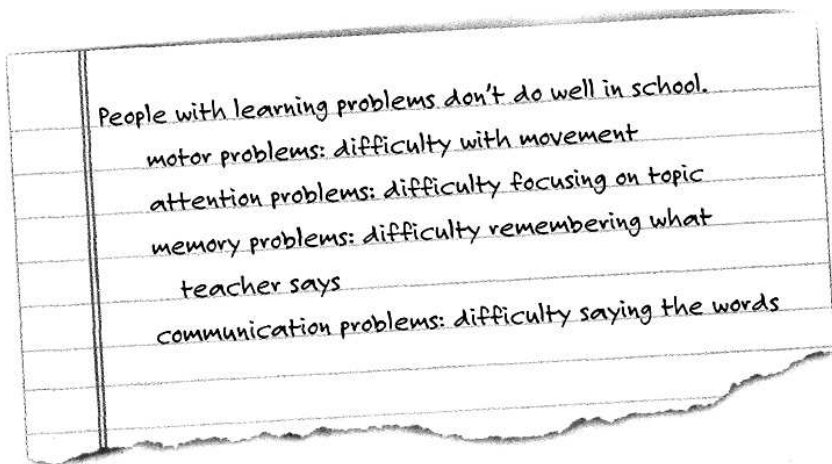 People with learning problems don't do well in school.
motor problems: difficulty with movement
attention problems: difficulty focusing on topic
memory problems: difficulty remembering what
teacher says
communication problems: difficulty saying the words